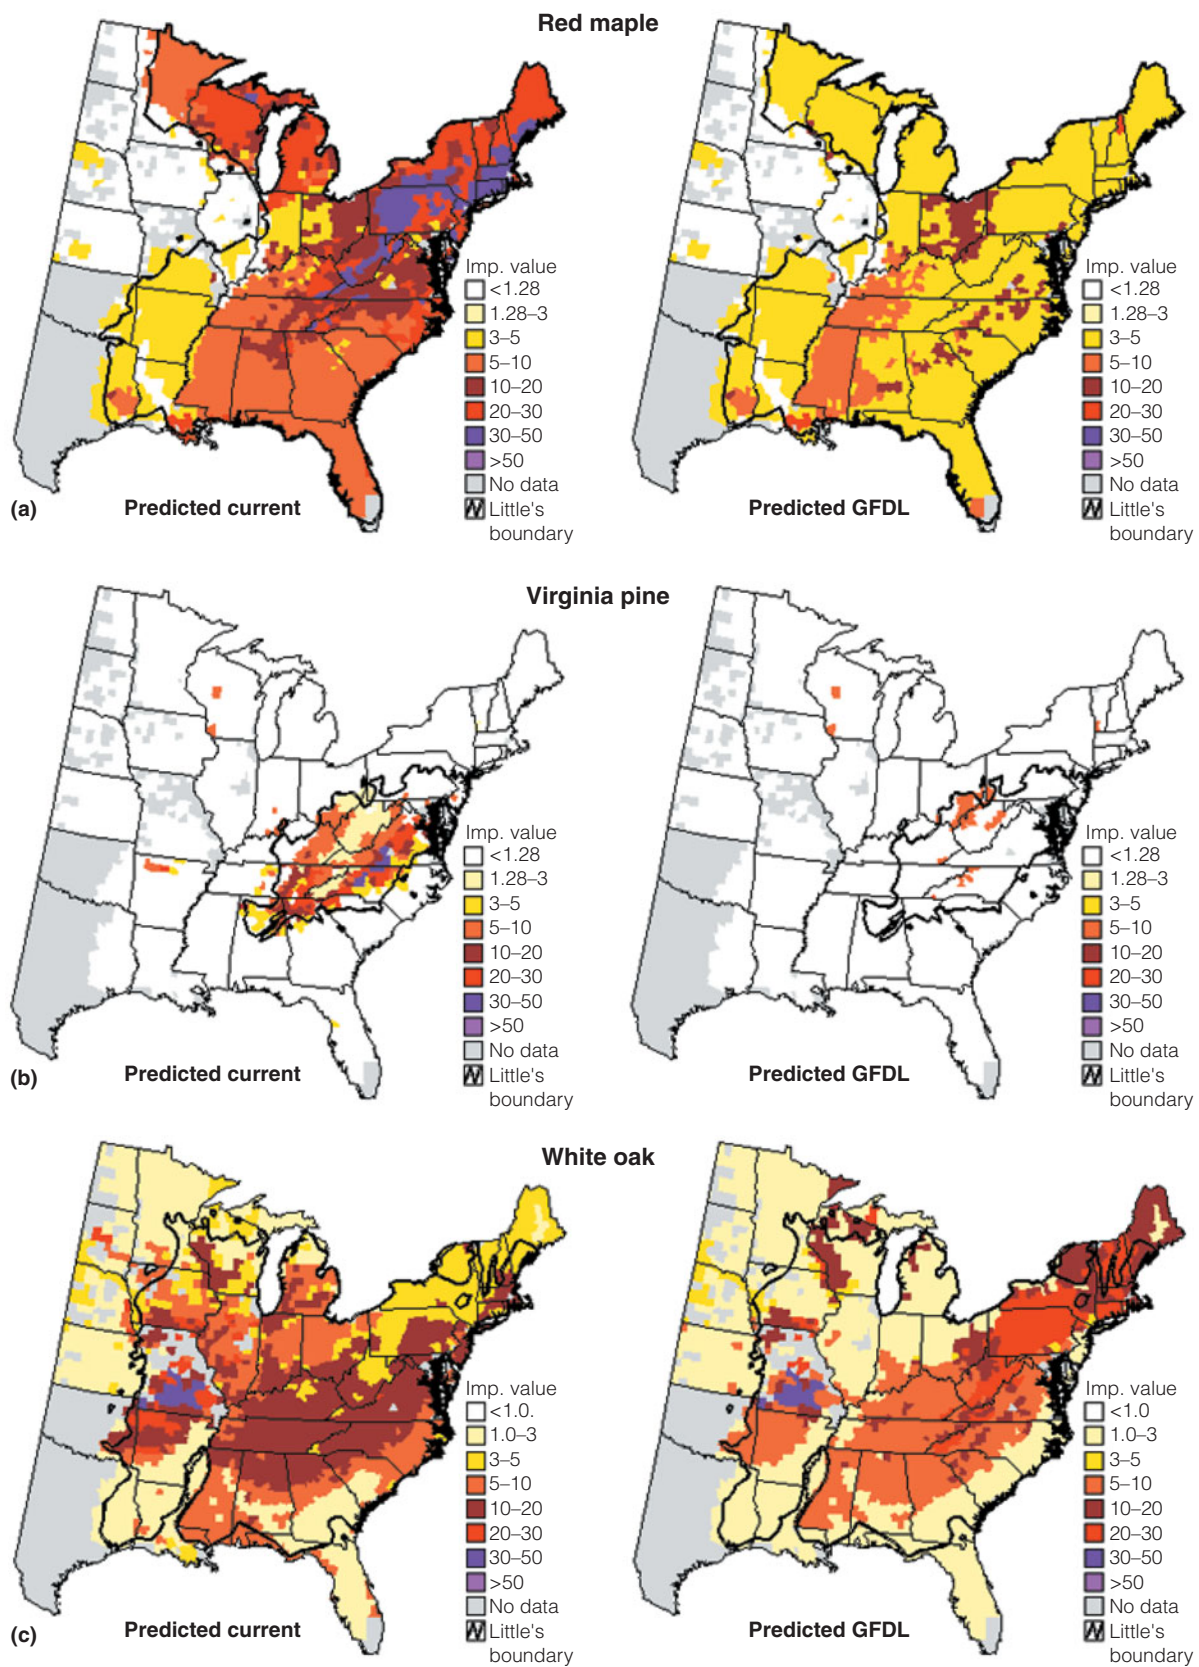 Red maple
Imp. value
<1.28
1.28–3
3–5
5–10
10–20
20–30
30–50
>50
No data
Little's
boundary
Imp. value
<1.28
1.28–3
3–5
5–10
10–20
20–30
30–50
>50
No data
Little's
boundary
(a)
Predicted current
Predicted GFDL
Virginia pine
Imp. value
<1.28
1.28–3
3–5
5–10
10–20
20–30
30–50
>50
No data
Little's
boundary
Imp. value
<1.28
1.28–3
3–5
5–10
10–20
20–30
30–50
>50
No data
Little's
boundary
(b)
Predicted current
Predicted GFDL
White oak
Imp. value
<1.0.
1.0–3
3–5
5–10
10–20
20–30
30–50
>50
No data
Little's
boundary
Imp. value
<1.0
1.0–3
3–5
5–10
10–20
20–30
30–50
>50
No data
Little's
boundary
(c)
Predicted current
Predicted GFDL